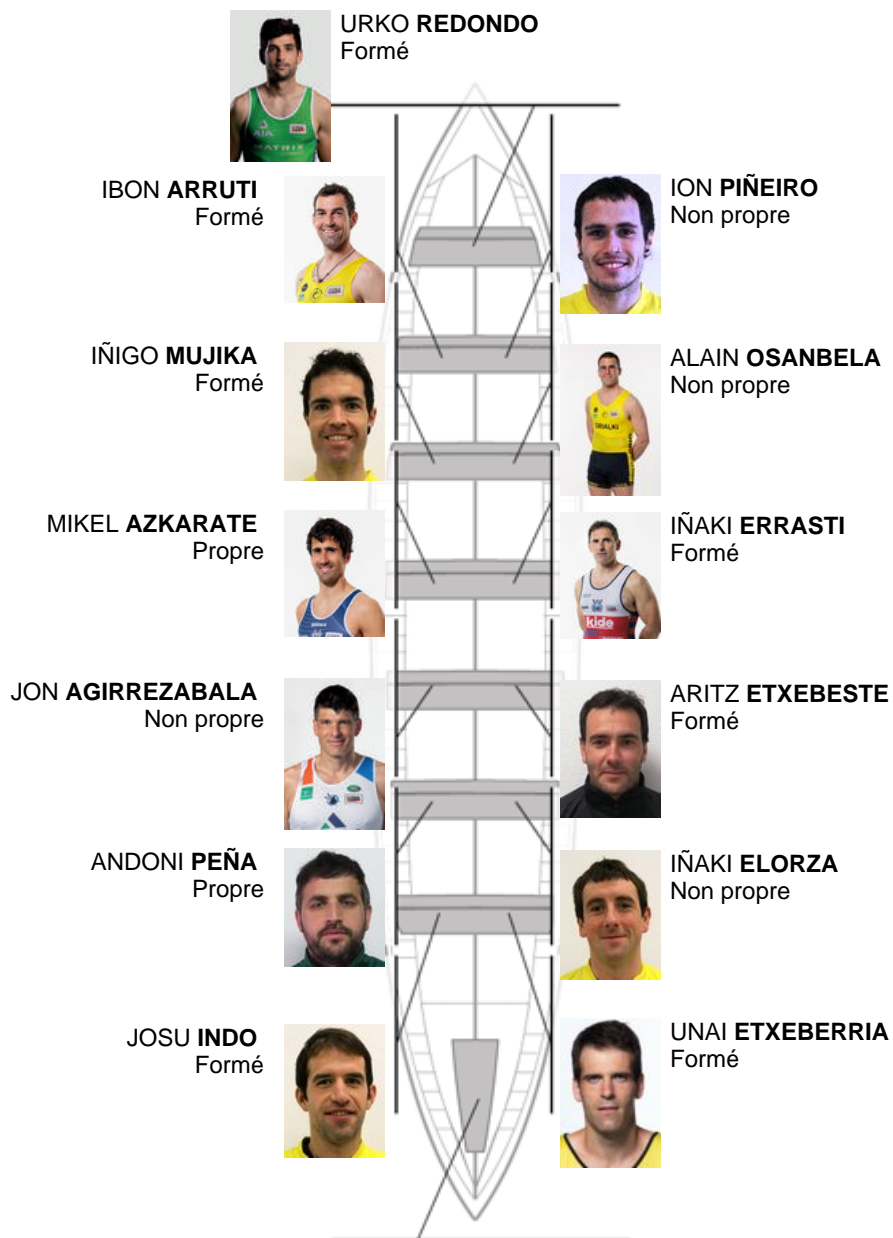 URKO REDONDO
Formé
IBON ARRUTI
Formé
ION PIÑEIRO
Non propre
IÑIGO MUJIKA
Formé
ALAIN OSANBELA
Non propre
MIKEL AZKARATE
Propre
IÑAKI ERRASTI
Formé
JON AGIRREZABALA
Non propre
ARITZ ETXEBESTE
Formé
ANDONI PEÑA
Propre
IÑAKI ELORZA
Non propre
JOSU INDO
Formé
UNAI ETXEBERRIA
Formé
MATRIX
kide